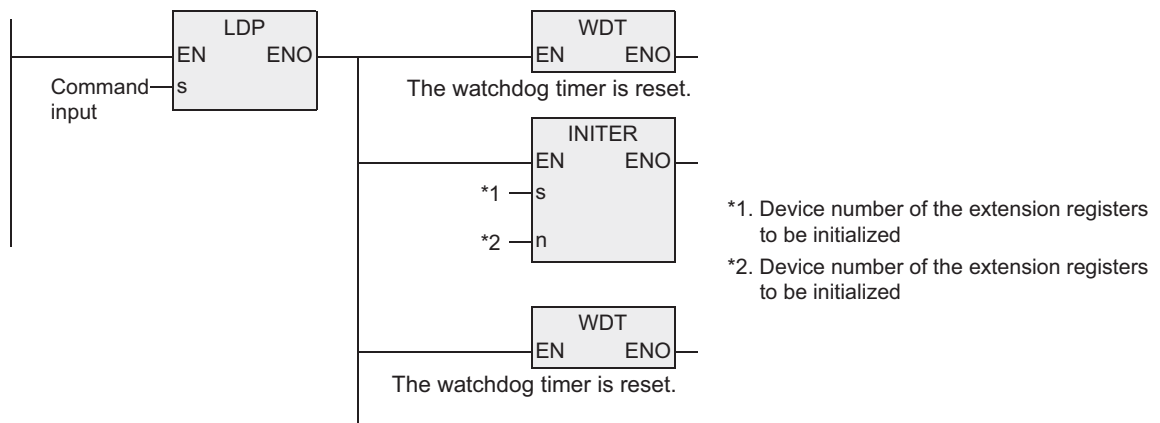 LDP
EN ENO
Command
input
s
WDT
EN ENO
The watchdog timer is reset.
INITER
EN ENO
*1
s
*2
n
*1. Device number of the extension registers
to be initialized
*2. Device number of the extension registers
to be initialized
WDT
EN ENO
The watchdog timer is reset.